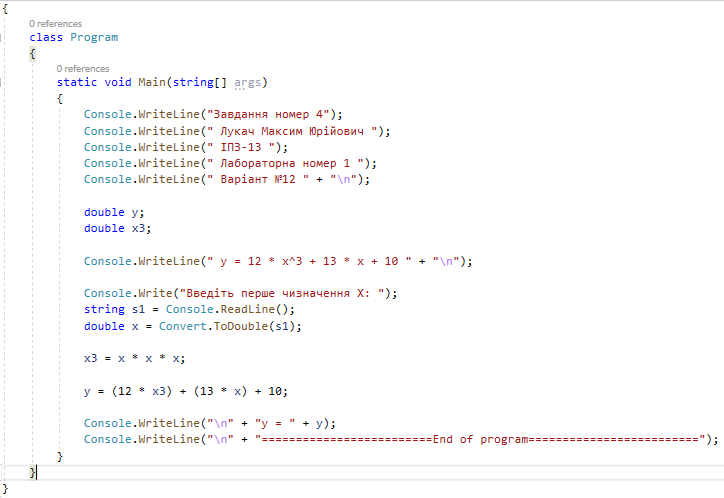 {
0 references
class Program
{
0 references
static void Main(string[] args)
{
Console.WriteLine("Завдання номер 4");
Console.WriteLine(" Лукач Максим Юрійович ");
Console.WriteLine(" ІПЗ-13 ");
Console.WriteLine(" Лабораторна номер 1 ");
Console.WriteLine(" Варіант №12 " + "\n");
double y;
double x3;
Console.WriteLine(" y = 12 * x^3 + 13 * x + 10 " + "\n");
Console.Write("Введіть перше чизначення X: ");
string s1 = Console.ReadLine();
double x = Convert.ToDouble(s1);
x3 = x * x * x;
y = (12 * x3) + (13 * x) + 10;
Console.WriteLine("\n" + "y = " + y);
Console.WriteLine("\n" + "=========================End of program=========================");
}
}
}